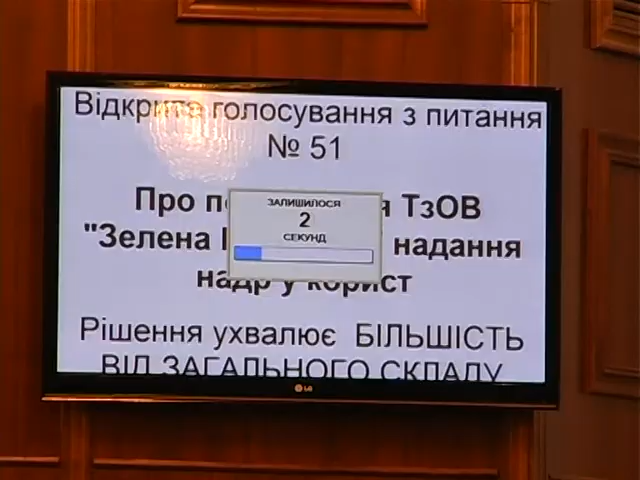 Відкрите голосування з питання
№ 51
Про ТзОВ
"Зелена надання
надр у корист
Рішення ухвалює БІЛЬШІСТЬ
ВІД ЗАГАЛЬНОГО СКЛАДУ
ЗАЛИШИЛОСЯ
2
СЕКУНД
LG